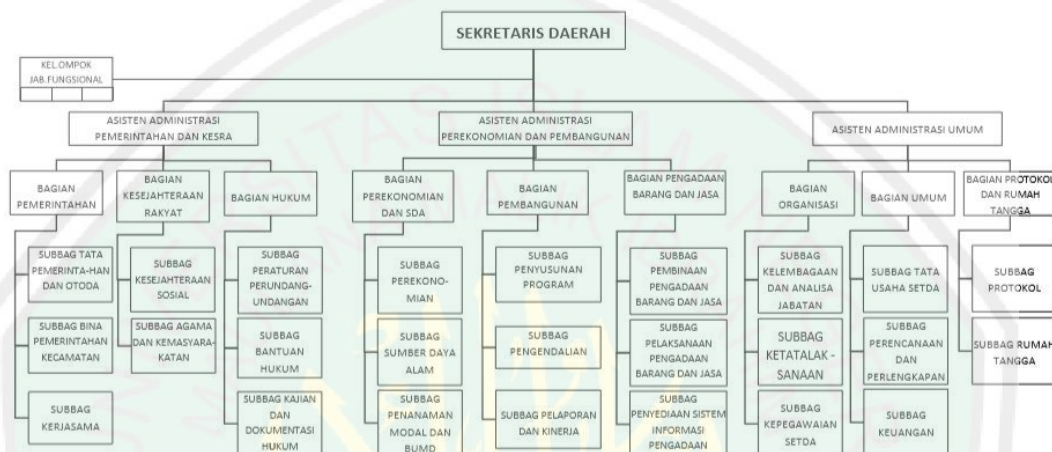 SEKRETARIS DAERAH
KELOMPOK
JAB.FUNGSIONAL
ASISTEN ADMINISTRASI
PEMERINTAHAN DAN KESRA
ASISTEN ADMINISTRASI
PEREKONOMIAN DAN PEMBANGUNAN
ASISTEN ADMINISTRASI UMUM
BAGIAN
PEMERINTAHAN
BAGIAN
KESEJAHTERAAN
RAKYAT
BAGIAN HUKUM
BAGIAN
PEREKONOMIAN
DAN SDA
BAGIAN
PEMBANGUNAN
BAGIAN PENGADAAN
BARANG DAN JASA
BAGIAN
ORGANISASI
BAGIAN UMUM
BAGIAN PROTOKOL
DAN RUMAH
TANGGA
SUBBAG TATA
PEMERINTA-HAN
DAN OTODA
SUBBAG
KESEJAHTERAAN
SOSIAL
SUBBAG
PERATURAN
PERUNDANG-
UNDANGAN
SUBBAG
PEREKONO-
MIAN
SUBBAG
PENYUSUNAN
PROGRAM
SUBBAG
PEMBINAAN
PENGADAAN
BARANG DAN JASA
SUBBAG
KELEMBAGAAN
DAN ANALISA
JABATAN
SUBBAG TATA
USAHA SETDA
SUBBAG
PROTOKOL
SUBBAG BINA
PEMERINTAHAN
KECAMATAN
SUBBAG AGAMA
DAN KEMASYARA-
KATAN
SUBBAG
BANTUAN
HUKUM
SUBBAG
SUMBER DAYA
ALAM
SUBBAG
PENGENDALIAN
SUBBAG
PELAKSANAAN
PENGADAAN
BARANG DAN JASA
SUBBAG
KETATALAK -
SANAAN
SUBBAG
PERENCANAAN
DAN
PERLENGKAPAN
SUBBAG RUMAH
TANGGA
SUBBAG
KERJASAMA
SUBBAG KAJIAN
DAN
DOKUMENTASI
HUKUM
SUBBAG
PENANAMAN
MODAL DAN
BUMD
SUBBAG PELAPORAN
DAN KINERJA
SUBBAG
PENYEDIAAN SISTEM
INFORMASI
PENGADAAN
SUBBAG
KEPEGAWAIAN
SETDA
SUBBAG
KEUANGAN